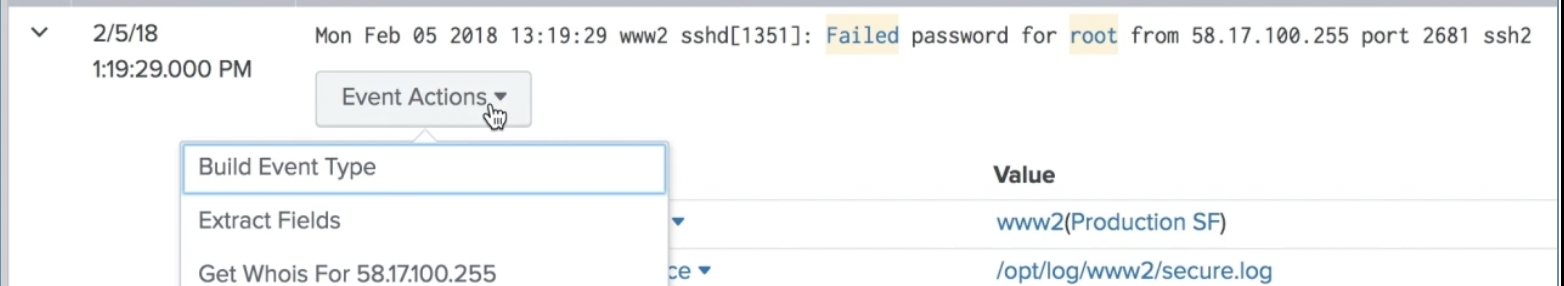 2/5/18 Mon Feb 05 2018 13:19:29 www2 sshd[1351]: Failed password for root from 58.17.100.255 port 2681 ssh2
1:19:29.000 PM
Event Actions
Build Event Type
Value
Extract Fields
www2(Production SF)
Get Whois For 58.17.100.255
/opt/log/www2/secure.log